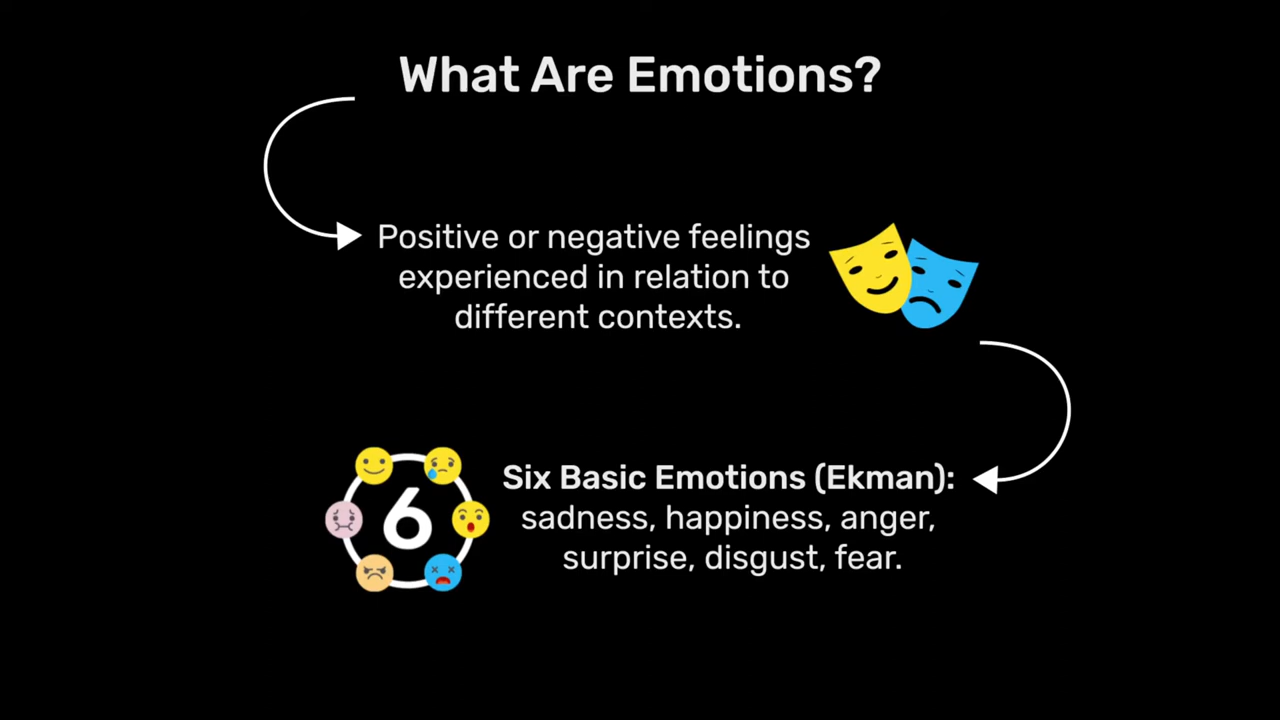 What Are Emotions?
Positive or negative feelings
experienced in relation to
different contexts.
6
Six Basic Emotions (Ekman):
sadness, happiness, anger,
surprise, disgust, fear.